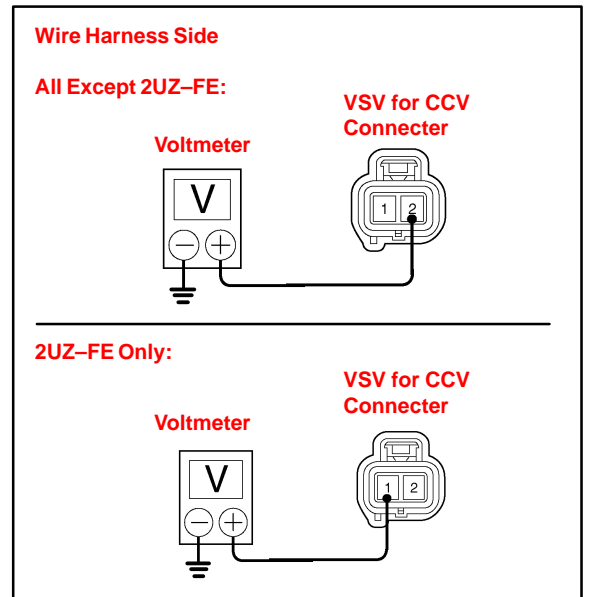 Wire Harness Side
All Except 2UZ–FE:
VSV for CCV
Connecter
Voltmeter
V
1 2
− +
2UZ–FE Only:
VSV for CCV
Connecter
Voltmeter
V
1 2
− +